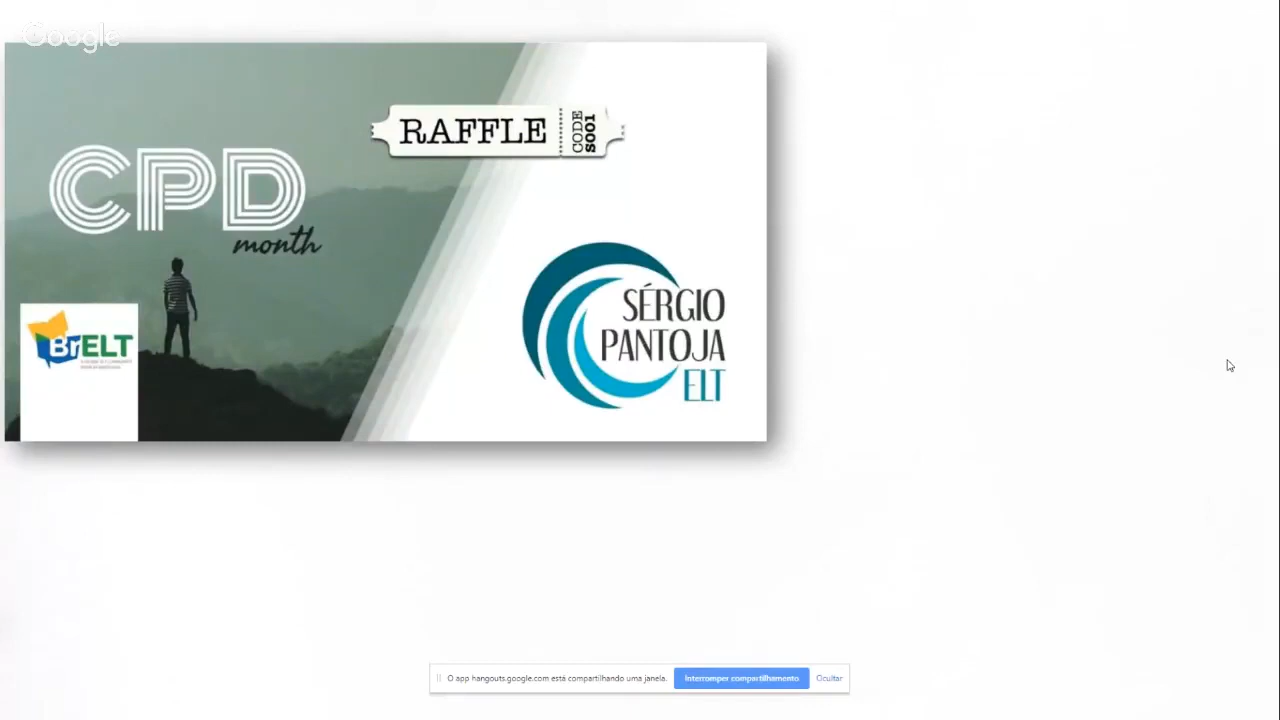 Google
RAFFLE
CODE
S001
CPD
month
SÉRGIO
PANTOJA
ELT
BrELT
O app hangouts.google.com está compartilhando uma janela.
Interromper compartilhamento
Ocultar